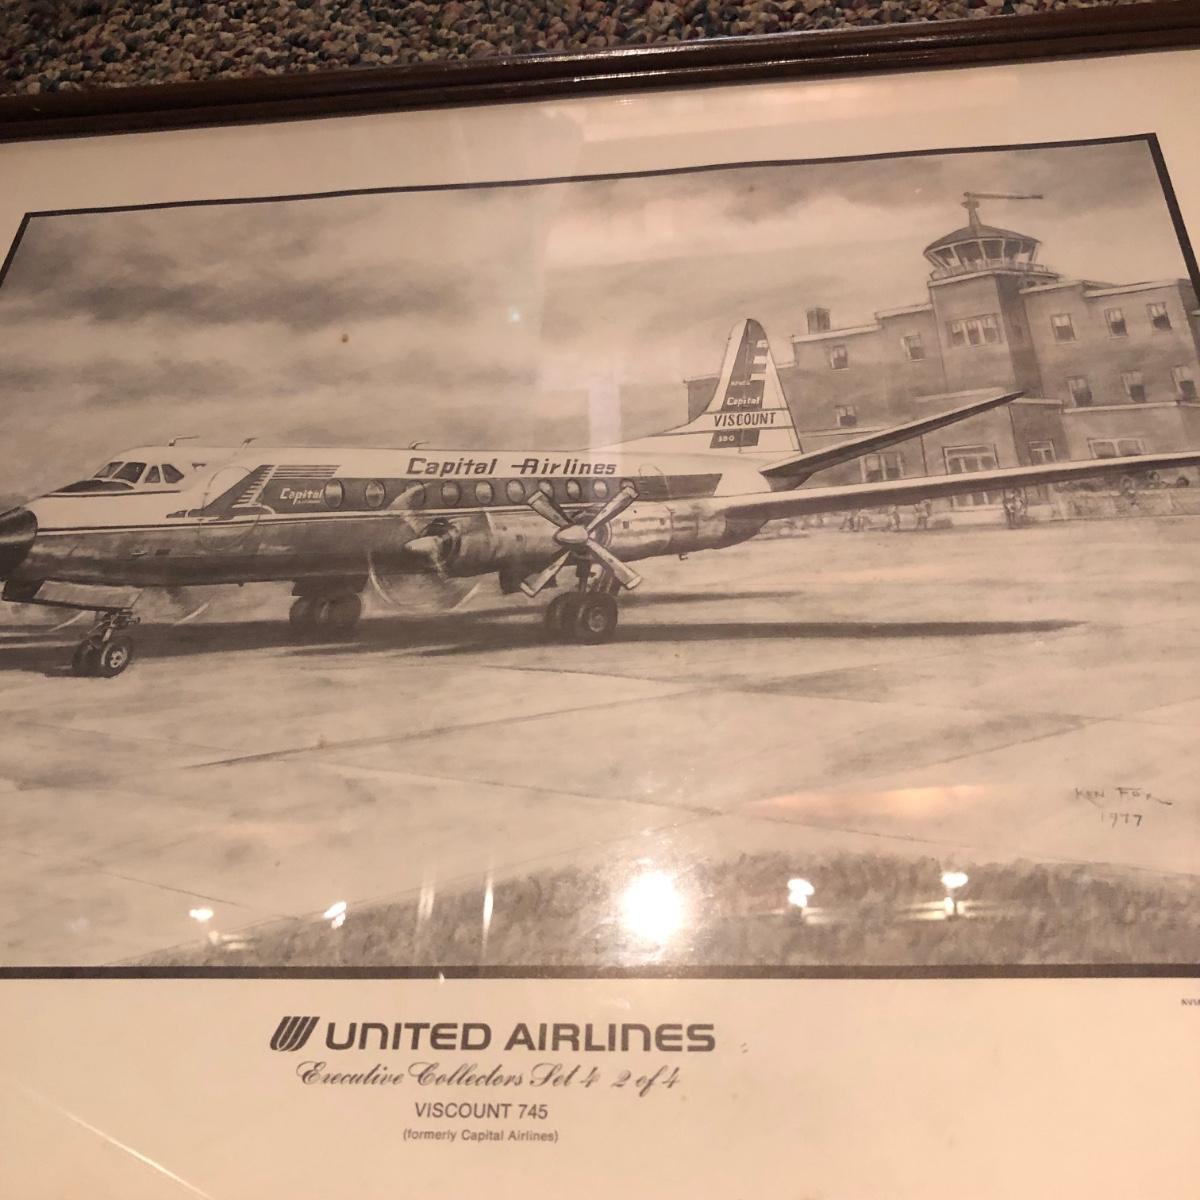 Capital
VISCOUNT
Capital Airlines
Capital
KEN FOX
1977
UNITED AIRLINES
Executive Collectors Set 4 2 of 4
VISCOUNT 745
(formerly Capital Airlines)